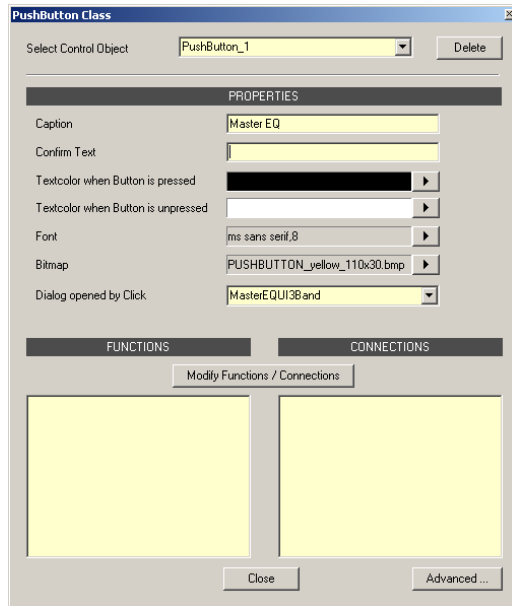 PushButton Class
Select Control Object PushButton_1 Delete
PROPERTIES
Caption Master EQ
Confirm Text
Textcolor when Button is pressed
Textcolor when Button is unpressed
Font ms sans serif,8
Bitmap PUSHBUTTON_yellow_110x30.bmp
Dialog opened by Click MasterEQUI3Band
FUNCTIONS CONNECTIONS
Modify Functions / Connections
Close Advanced ...